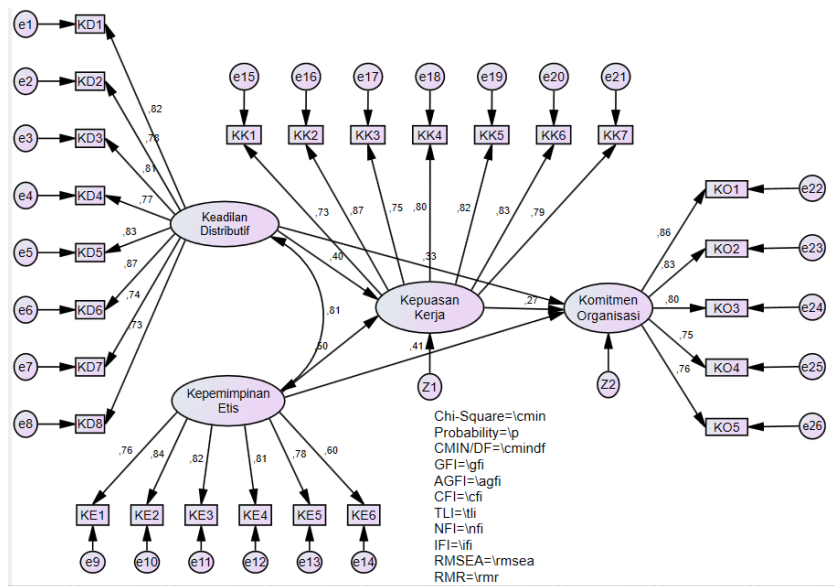 e1
KD1
e2
KD2
e3
KD3
e4
KD4
e5
KD5
e6
KD6
e7
KD7
e8
KD8
,82
,78
,81
,77
,83
,87
,74
,73
Keadilan
Distributif
e15
e16
e17
e18
e19
e20
e21
KK1
KK2
KK3
KK4
KK5
KK6
KK7
,73
,87
,75
,80
,82
,83
,79
,40
,33
,81
,50
,41
,27
Kepuasan
Kerja
Z1
Komitmen
Organisasi
Z2
,86
,83
,80
,75
,76
KO1
e22
KO2
e23
KO3
e24
KO4
e25
KO5
e26
Kepemimpinan
Etis
,76
,84
,82
,81
,78
,60
KE1
KE2
KE3
KE4
KE5
KE6
e9
e10
e11
e12
e13
e14
Chi-Square=\cmin
Probability=\p
CMIN/DF=\cmindf
GFI=\gfi
AGFI=\agfi
CFI=\cfi
TLI=\tli
NFI=\nfi
IFI=\ifi
RMSEA=\rmsea
RMR=\rmr